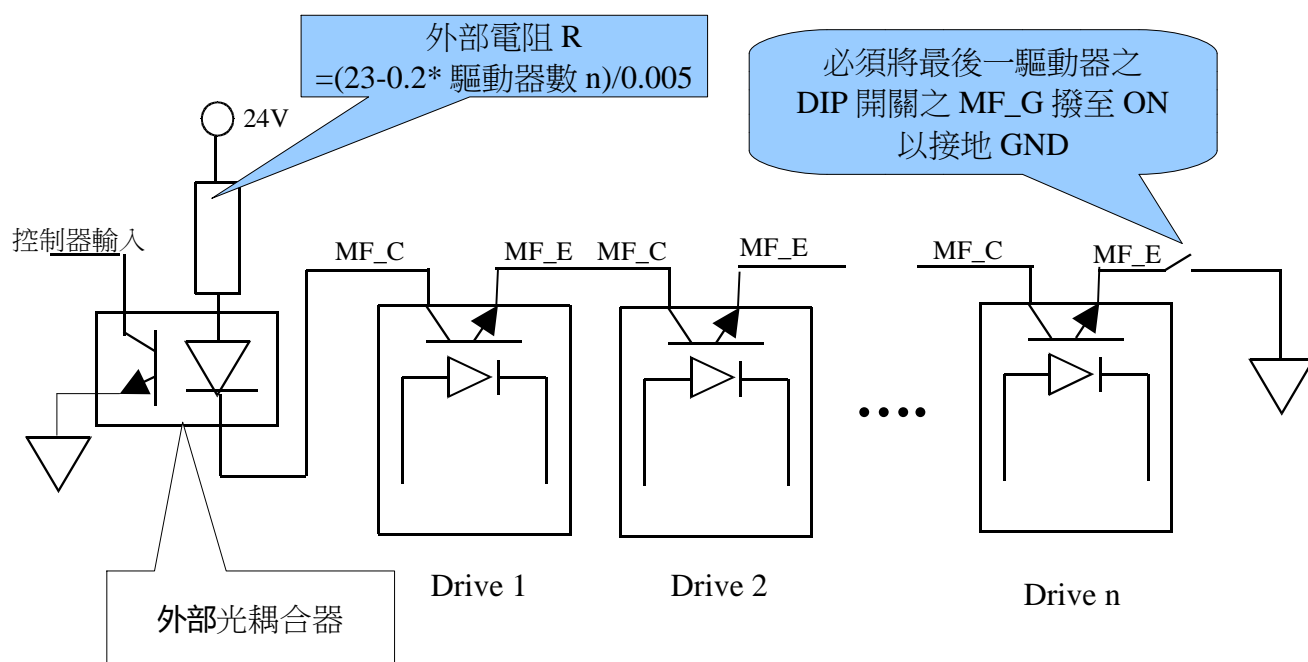 外部電阻 R
=(23-0.2* 驅動器數 n)/0.005
必須將最後一驅動器之
DIP 開關之 MF_G 撥至 ON
以接地 GND
24V
控制器輸入
MF_C
MF_E
MF_C
MF_E
MF_C
MF_E
Drive 1
Drive 2
Drive n
外部光耦合器